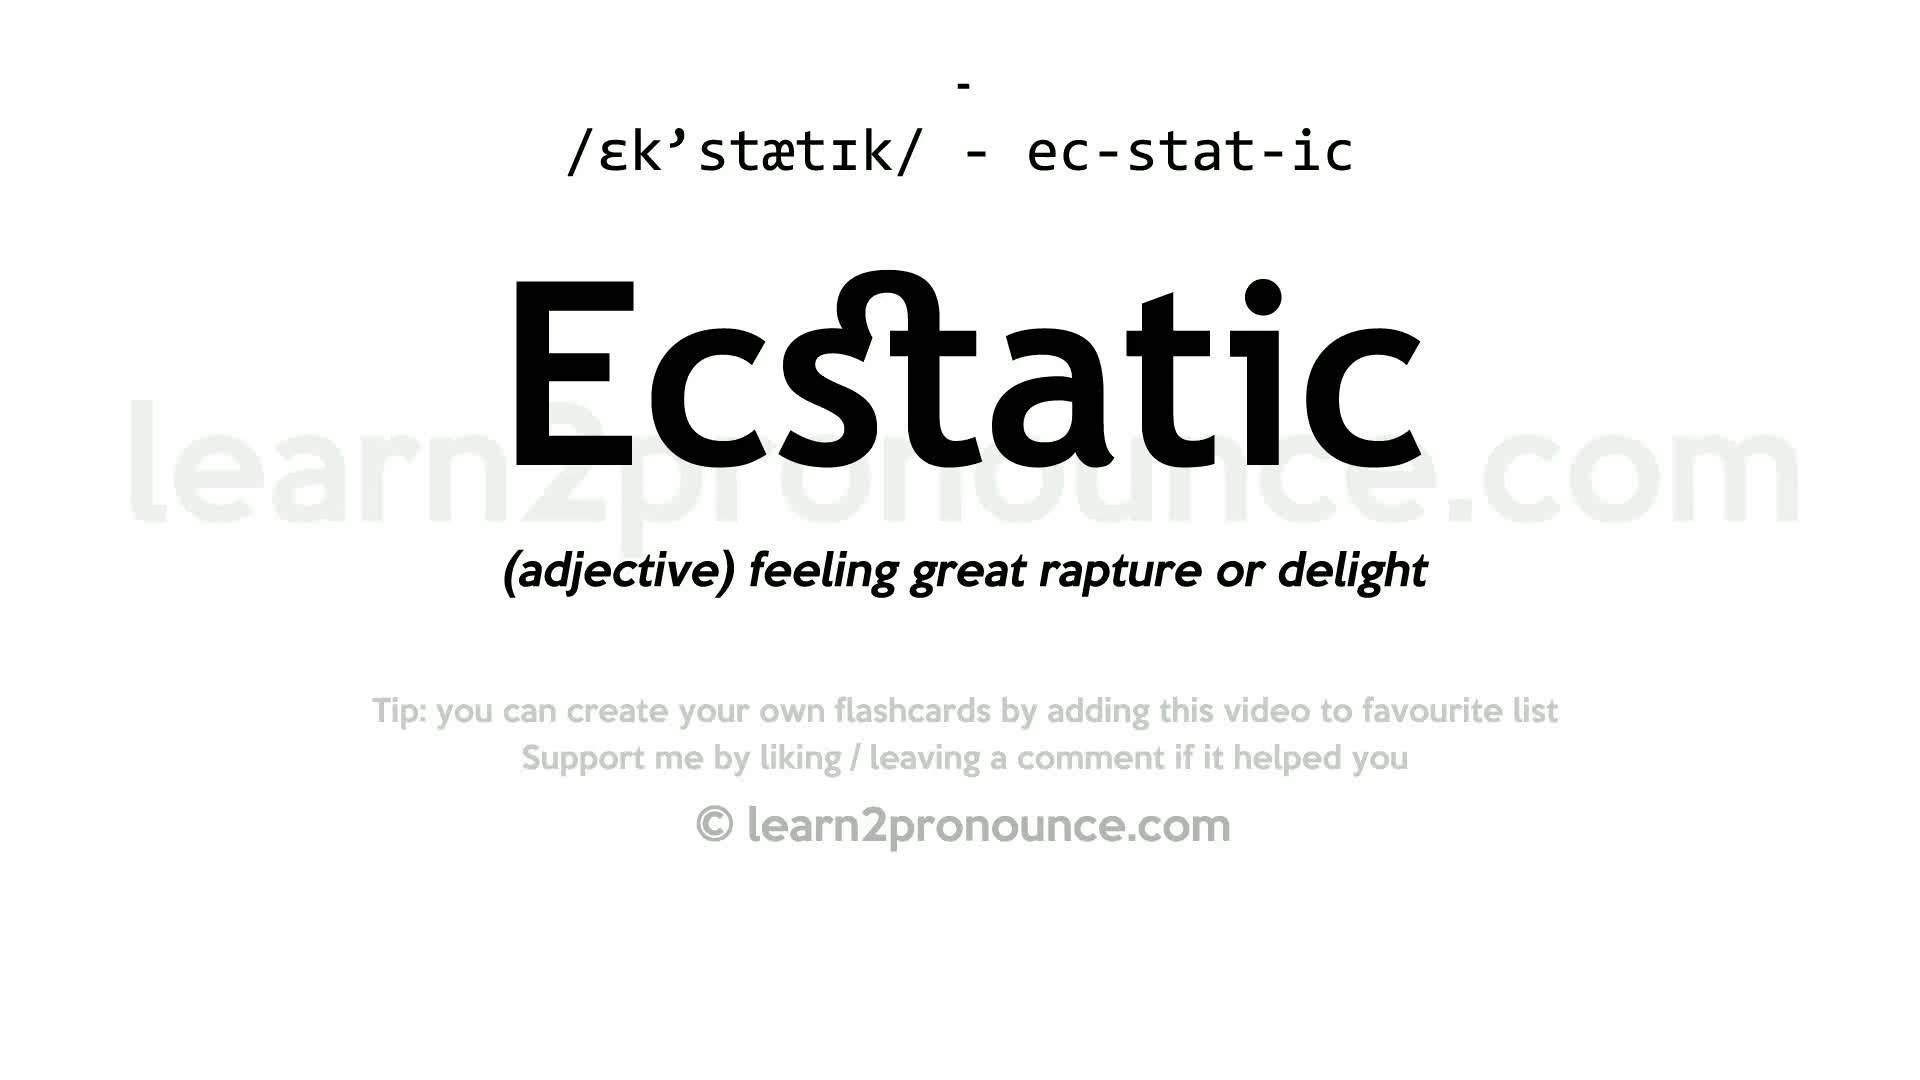 -
/ɛk’stætɪk/ - ec-stat-ic
Ecstatic
learn2pronounce.com
(adjective) feeling great rapture or delight
Tip: you can create your own flashcards by adding this video to favourite list
Support me by liking / leaving a comment if it helped you
© learn2pronounce.com